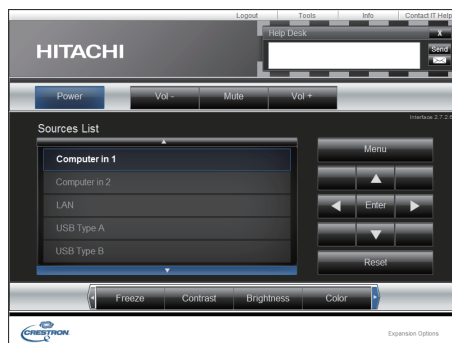 Logout Tools Info Contact IT Help
Help Desk X
HITACHI
Send
Power Vol - Mute Vol +
Interface 2.7.2.6
Sources List
Computer in 1
Menu
Computer in 2
LAN
Enter
USB Type A
USB Type B
Reset
Freeze Contrast Brightness Color
CRESTRON
Expansion Options